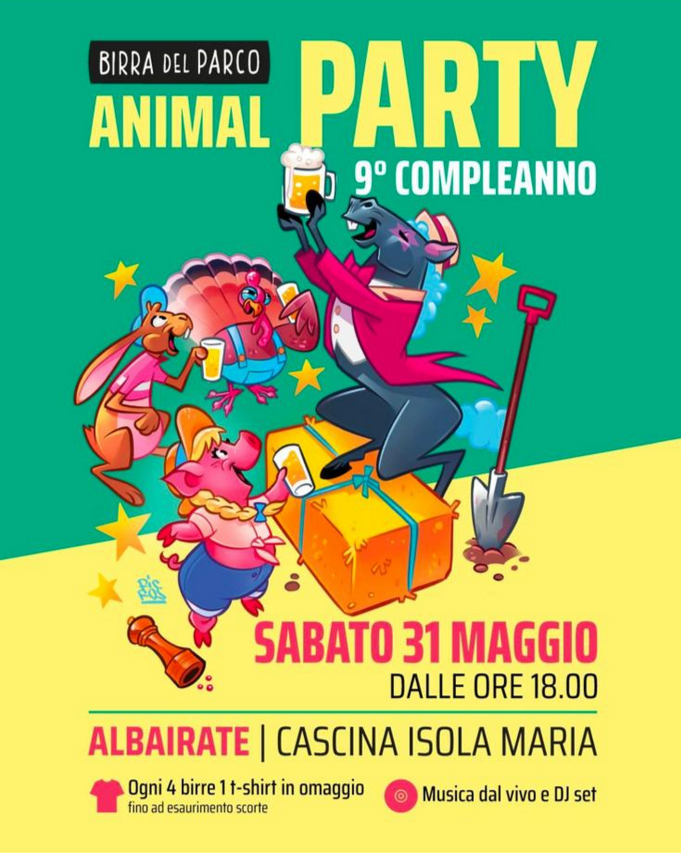 BIRRA DEL PARCO
ANIMAL PARTY
9º COMPLEANNO
SABATO 31 MAGGIO
DALLE ORE 18.00
ALBAIRATE | CASCINA ISOLA MARIA
Ogni 4 birre 1 t-shirt in omaggio
fino ad esaurimento scorte
Musica dal vivo e DJ set